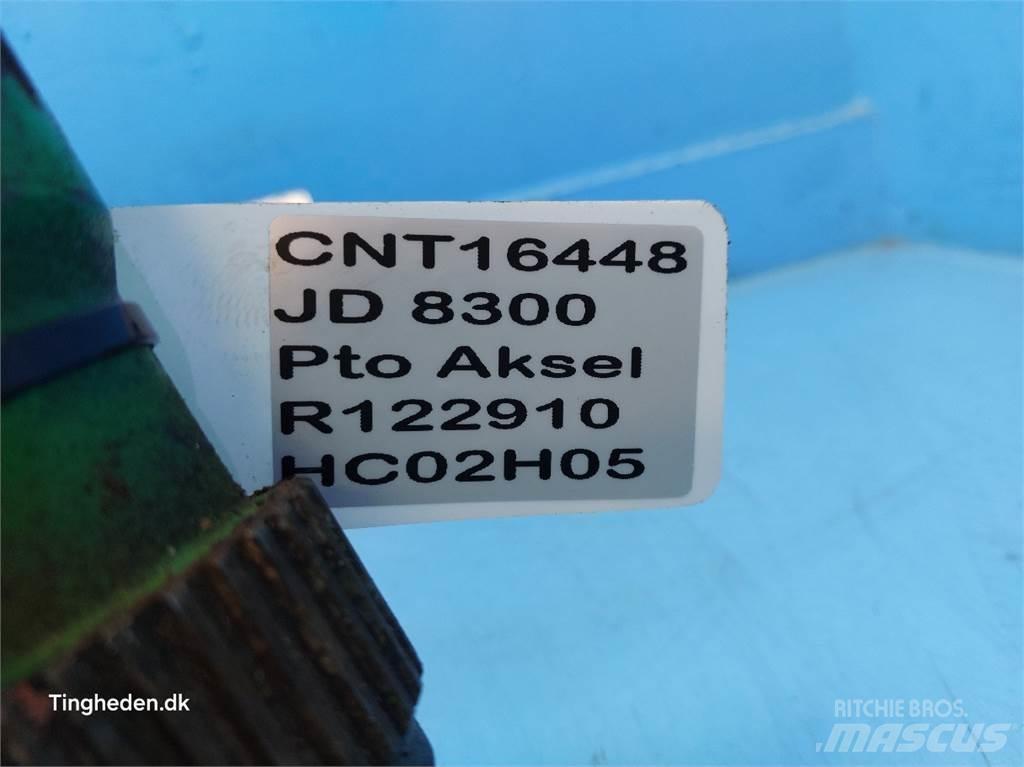 CNT16448
JD 8300
Pto Aksel
R122910
HC02H05
Tingheden.dk
RITCHIE BROS.
MASCUS